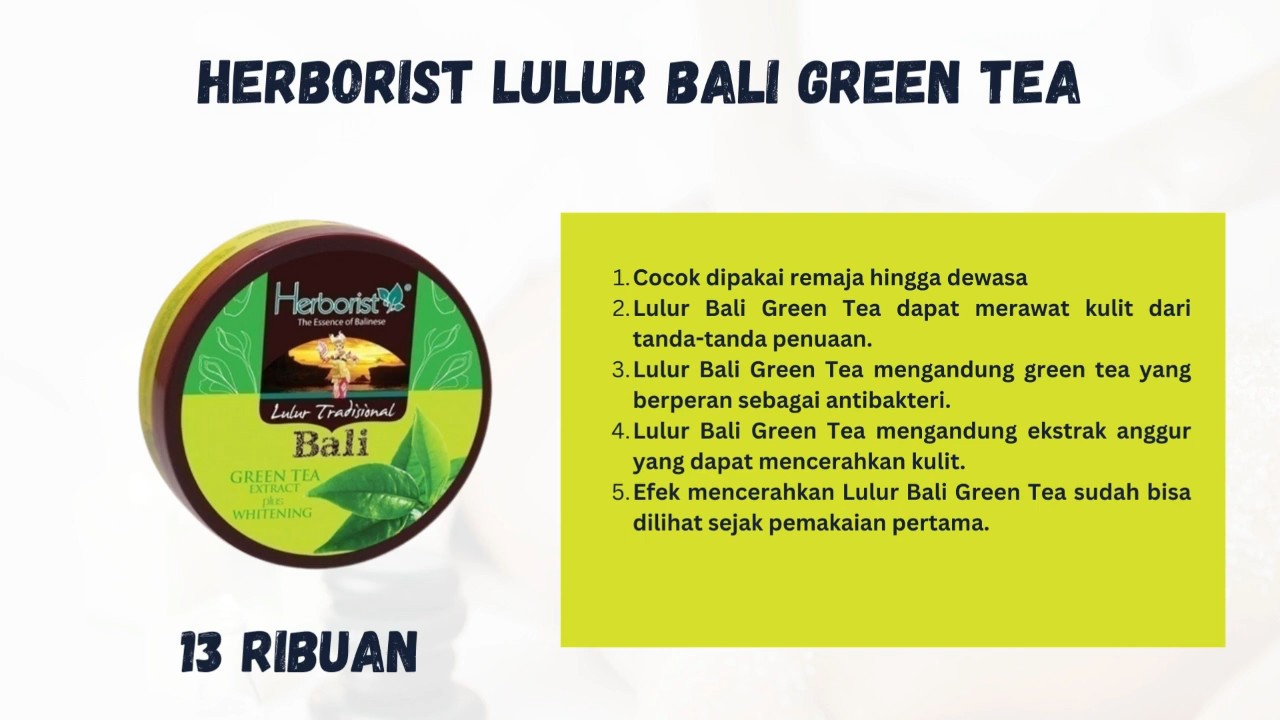 HERBORIST LULUR BALI GREEN TEA
Herborist®
The Essence of Balinese
Lulur Tradisional
Bali
GREEN TEA
EXTRACT
plus
WHITENING
13 RIBUAN
1. Cocok dipakai remaja hingga dewasa
2. Lulur Bali Green Tea dapat merawat kulit dari
tanda-tanda penuaan.
3. Lulur Bali Green Tea mengandung green tea yang
berperan sebagai antibakteri.
4. Lulur Bali Green Tea mengandung ekstrak anggur
yang dapat mencerahkan kulit.
5. Efek mencerahkan Lulur Bali Green Tea sudah bisa
dilihat sejak pemakaian pertama.